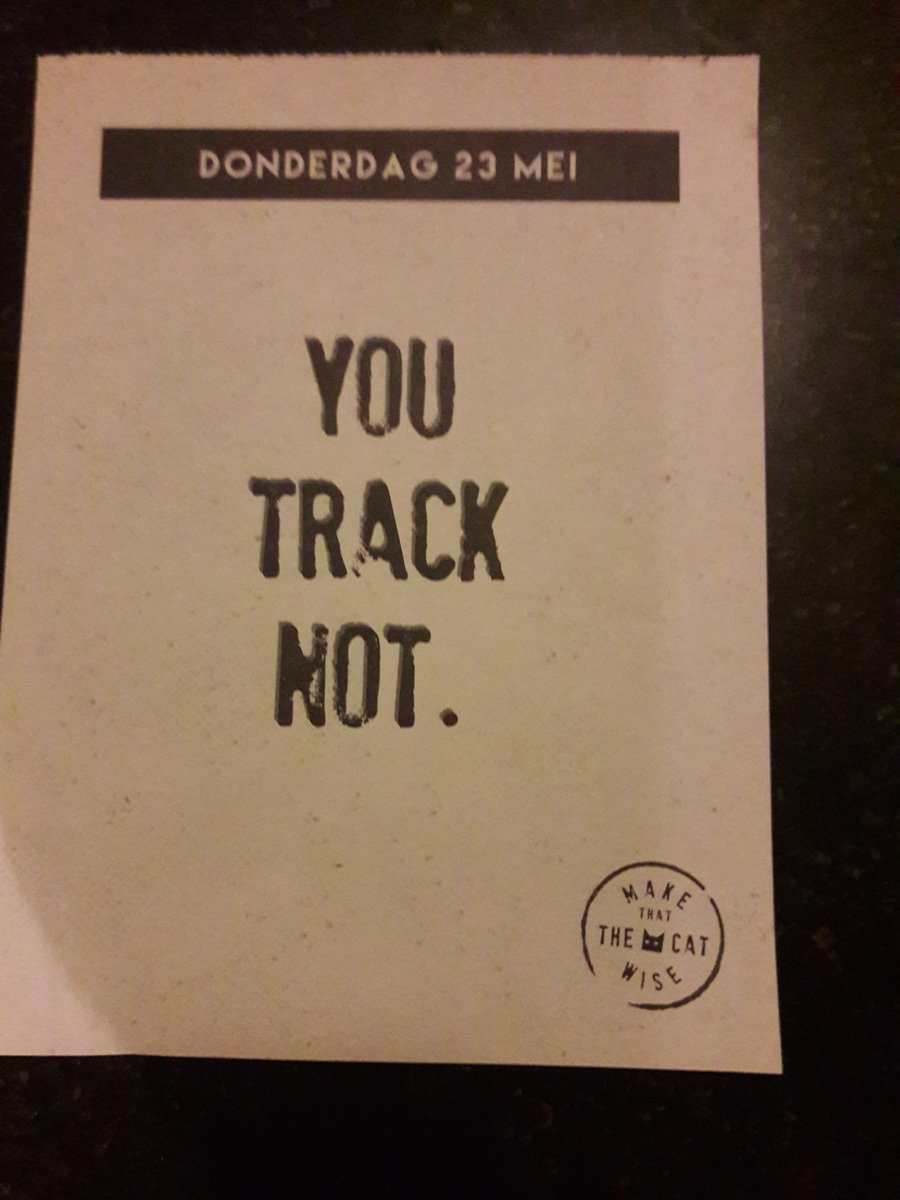 DONDERDAG 23 MEI
YOU
TRACK
NOT.
MAKE
THAT
THE CAT
WISE